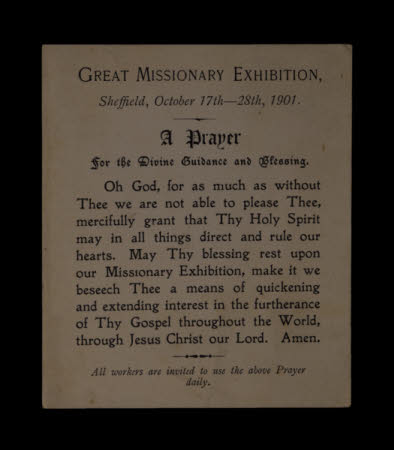 GREAT MISSIONARY EXHIBITION,
Sheffield, October 17th—28th, 1901.
A Prayer
For the Divine Guidance and Blessing.
Oh God, for as much as without
Thee we are not able to please Thee,
mercifully grant that Thy Holy Spirit
may in all things direct and rule our
hearts. May Thy blessing rest upon
our Missionary Exhibition, make it we
beseech Thee a means of quickening
and extending interest in the furtherance
of Thy Gospel throughout the World,
through Jesus Christ our Lord. Amen.
All workers are invited to use the above Prayer
daily.